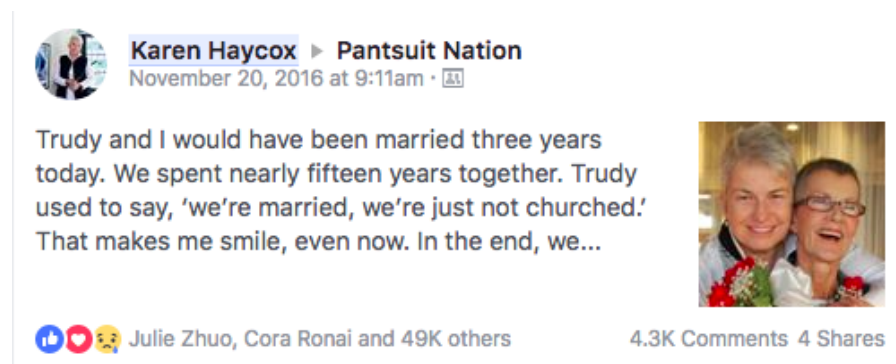 Karen Haycox ▸ Pantsuit Nation
November 20, 2016 at 9:11am ·
Trudy and I would have been married three years
today. We spent nearly fifteen years together. Trudy
used to say, ‘we’re married, we’re just not churched.’
That makes me smile, even now. In the end, we...
Julie Zhuo, Cora Ronai and 49K others 4.3K Comments 4 Shares